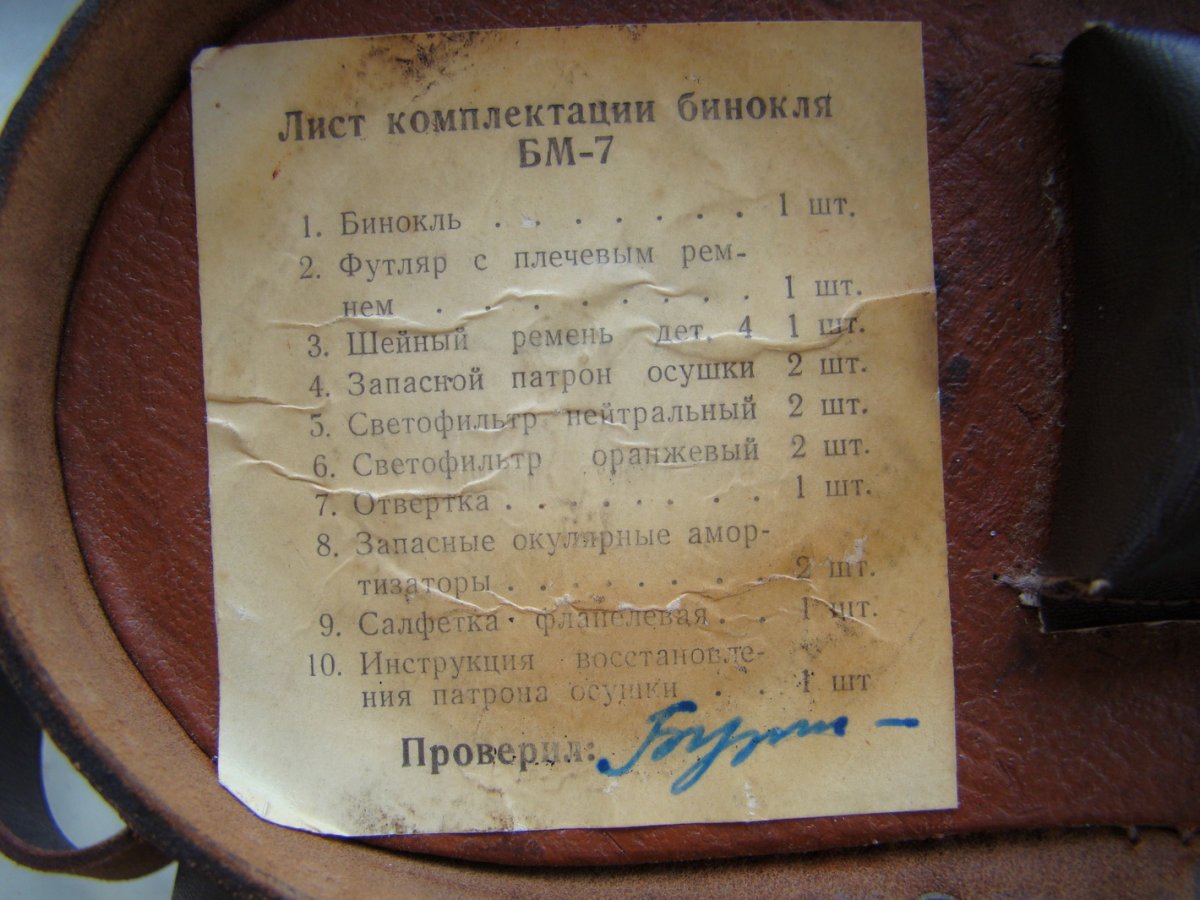 Лист комплектации бинокля
БМ-7
1. Бинокль . . . . . . . 1 шт.
2. Футляр с плечевым рем-
нем . . . . . . . . . 1 шт.
3. Шейный ремень дет. 4 1 шт.
4. Запасной патрон осушки 2 шт.
5. Светофильтр нейтральный 2 шт.
6. Светофильтр оранжевый 2 шт.
7. Отвертка . . . . . . . 1 шт.
8. Запасные окулярные амор-
тизаторы . . . . . . . . 2 шт.
9. Салфетка фланелевая . . 1 шт.
10. Инструкция восстановле-
ния патрона осушки . . 1 шт
Проверил: